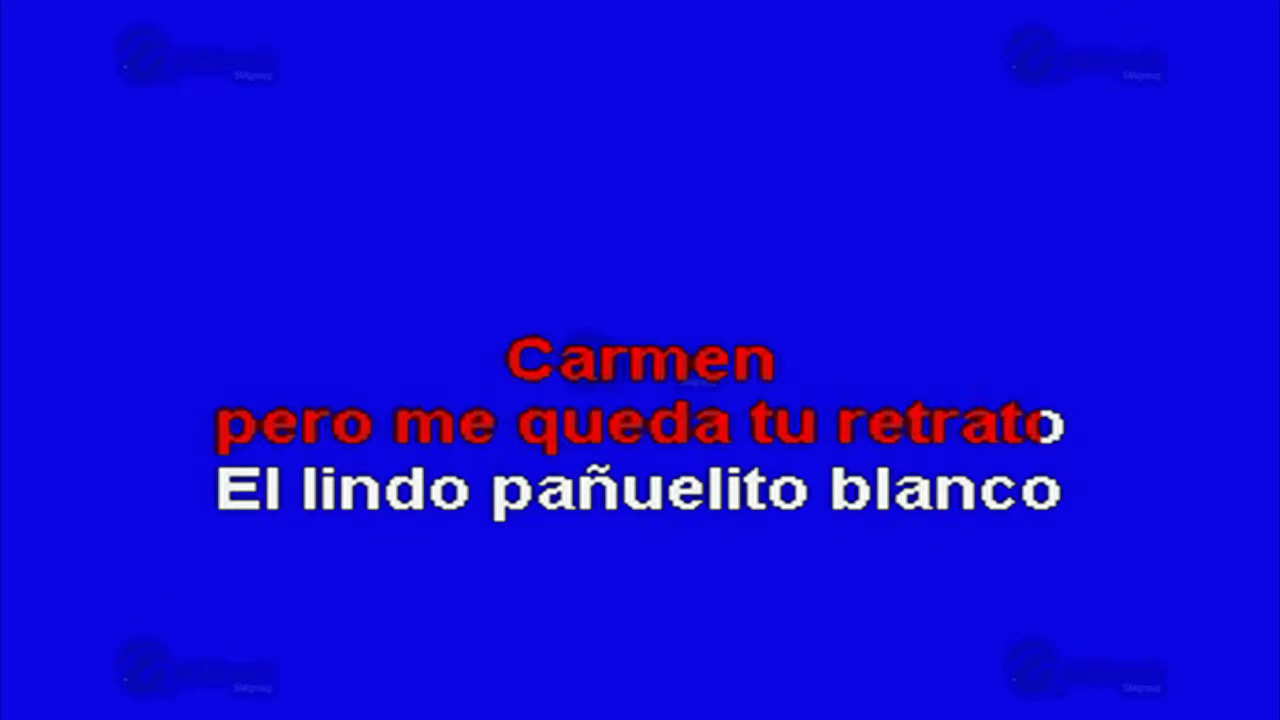 Carmen
pero me queda tu retrato
El lindo pañuelito blanco